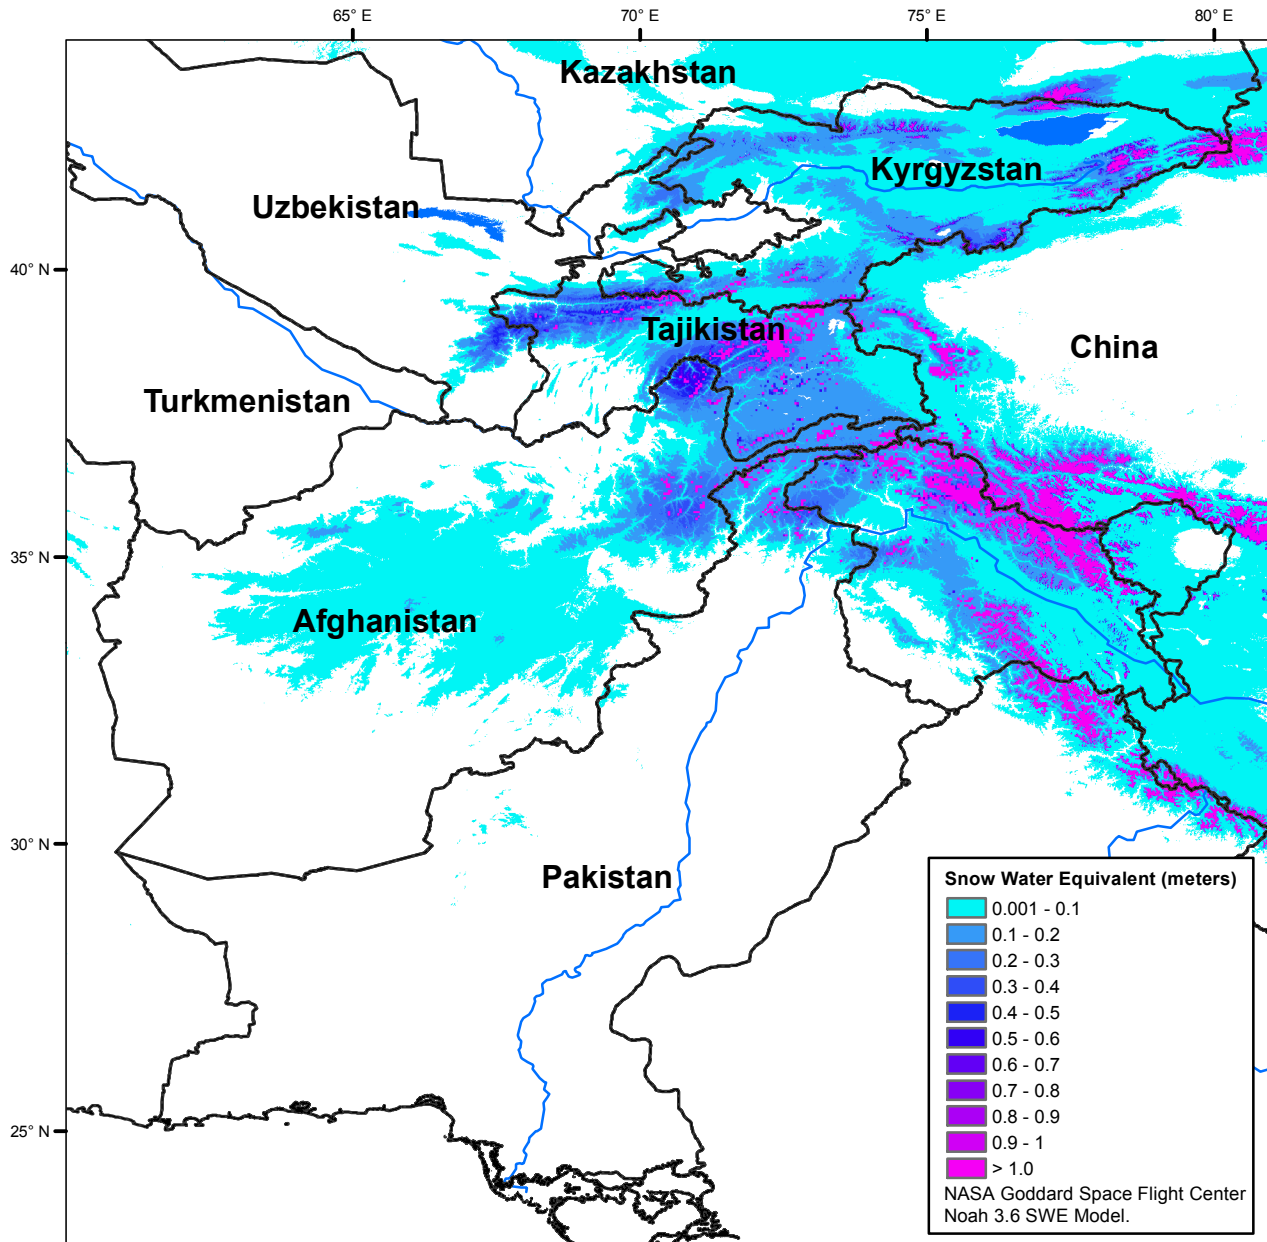 65° E
70° E
75° E
80° E
Kazakhstan
Kyrgyzstan
Uzbekistan
40° N
Tajikistan
China
Turkmenistan
35° N
Afghanistan
30° N
Pakistan
Snow Water Equivalent (meters)
0.001 - 0.1
0.1 - 0.2
0.2 - 0.3
0.3 - 0.4
0.4 - 0.5
0.5 - 0.6
0.6 - 0.7
0.7 - 0.8
0.8 - 0.9
0.9 - 1
> 1.0
25° N
NASA Goddard Space Flight Center
Noah 3.6 SWE Model.